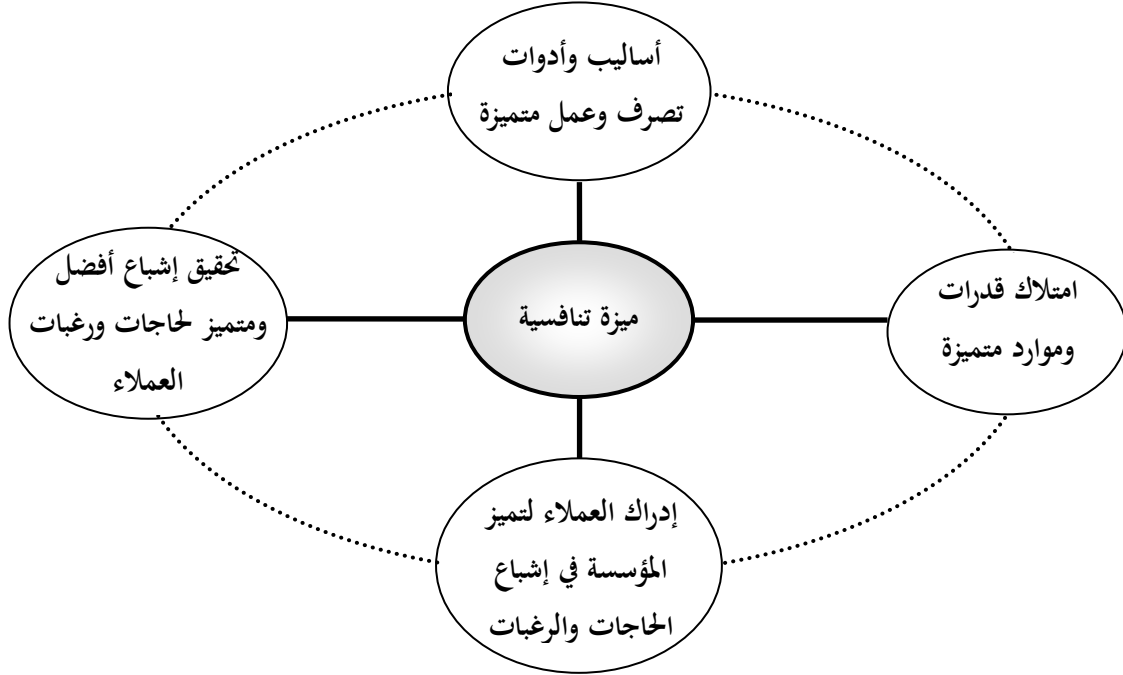 أساليب وأدوات
تصرف وعمل متميزة
امتلاك قدرات
وموارد متميزة
ميزة تنافسية
تحقيق إشباع أفضل
ومتميز لحاجات ورغبات
العملاء
إدراك العملاء لتميز
المؤسسة في إشباع
الحاجات والرغبات